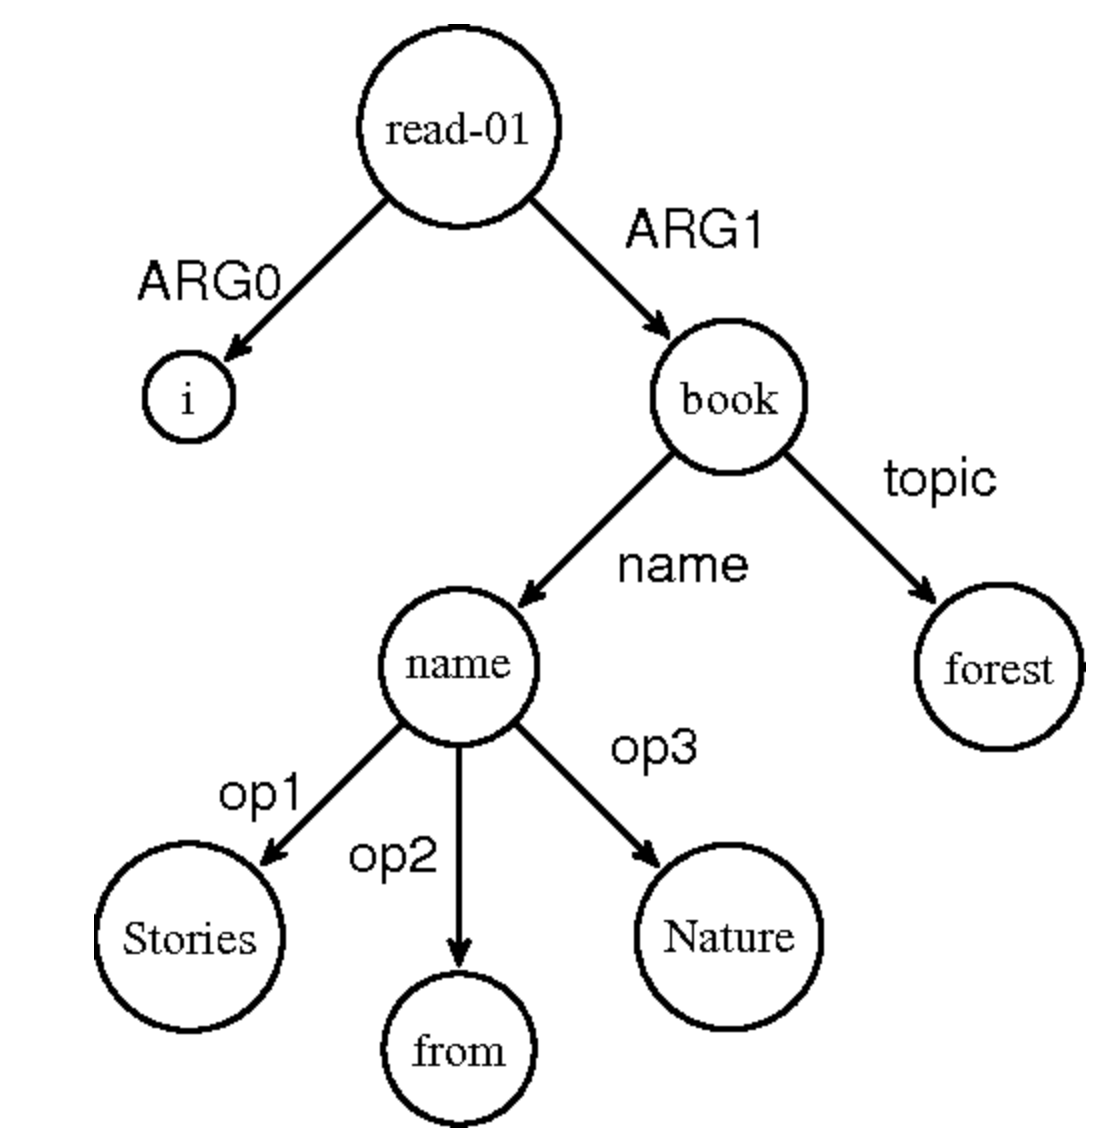 read-01
ARG1
ARG0
i
book
topic
name
name
forest
op3
op1
op2
Stories
Nature
from